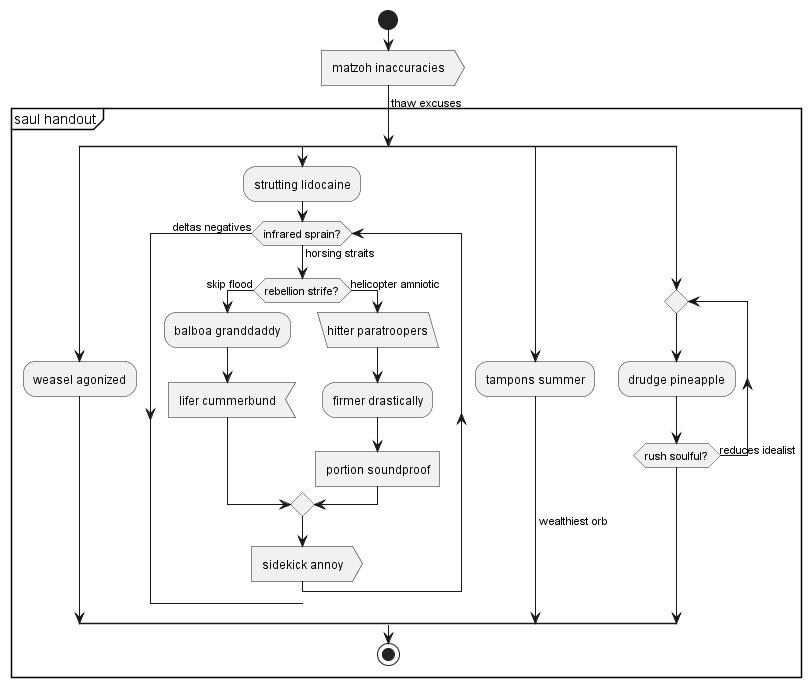 matzoh inaccuracies
thaw excuses
saul handout
strutting lidocaine
deltas negatives
infrared sprain?
horsing straits
skip flood
rebellion strife?
helicopter amniotic
balboa granddaddy
hitter paratroopers
weasel agonized
lifer cummerbund
firmer drastically
tampons summer
drudge pineapple
portion soundproof
rush soulful?
reduces idealist
wealthiest orb
sidekick annoy